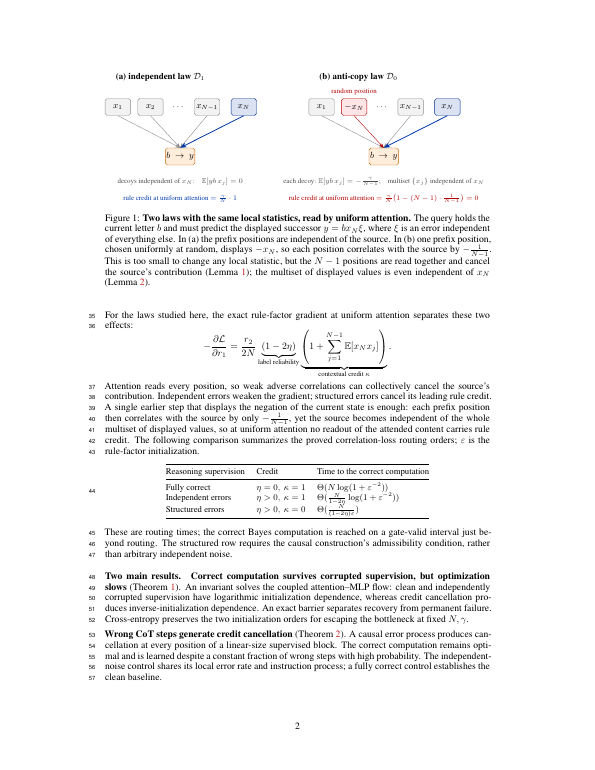 (a) independent law 𝒟₁
(b) anti-copy law 𝒟₀
random position
x₁ x₂ ⋯ x_{N−1} x_N
x₁ −x_N ⋯ x_{N−1} x_N
b → y
b → y
decoys independent of x_N: 𝔼[yb x_j] = 0
each decoy: 𝔼[yb x_j] = −γ/(N−1); multiset {x_j} independent of x_N
rule credit at uniform attention = γ/N · 1
rule credit at uniform attention = γ/N (1 − (N − 1) · 1/(N−1)) = 0
Figure 1: Two laws with the same local statistics, read by uniform attention. The query holds the
current letter b and must predict the displayed successor y = bx_Nξ, where ξ is an error independent
of everything else. In (a) the prefix positions are independent of the source. In (b) one prefix position,
chosen uniformly at random, displays −x_N, so each position correlates with the source by −1/(N−1).
This is too small to change any local statistic, but the N − 1 positions are read together and cancel
the source's contribution (Lemma 1); the multiset of displayed values is even independent of x_N
(Lemma 2).
35 For the laws studied here, the exact rule-factor gradient at uniform attention separates these two
36 effects:
−∂ℒ/∂r₁ = r₂/2N (1 − 2η) (1 + ∑_{j=1}^{N−1} 𝔼[x_N x_j]).
label reliability
contextual credit κ
37 Attention reads every position, so weak adverse correlations can collectively cancel the source's
38 contribution. Independent errors weaken the gradient; structured errors cancel its leading rule credit.
39 A single earlier step that displays the negation of the current state is enough: each prefix position
40 then correlates with the source by only −1/(N−1), yet the source becomes independent of the whole
41 multiset of displayed values, so at uniform attention no readout of the attended content carries rule
42 credit. The following comparison summarizes the proved correlation-loss routing orders; ε is the
43 rule-factor initialization.
Reasoning supervision Credit Time to the correct computation
Fully correct η = 0, κ = 1 Θ(N log(1 + ε⁻²))
44 Independent errors η > 0, κ = 1 Θ(N/(1−2η) log(1 + ε⁻²))
Structured errors η > 0, κ = 0 Θ(N/((1−2η)ε))
45 These are routing times; the correct Bayes computation is reached on a gate-valid interval just be-
46 yond routing. The structured row requires the causal construction's admissibility condition, rather
47 than arbitrary independent noise.
48 Two main results. Correct computation survives corrupted supervision, but optimization
49 slows (Theorem 1). An invariant solves the coupled attention–MLP flow: clean and independently
50 corrupted supervision have logarithmic initialization dependence, whereas credit cancellation pro-
51 duces inverse-initialization dependence. An exact barrier separates recovery from permanent failure.
52 Cross-entropy preserves the two initialization orders for escaping the bottleneck at fixed N, γ.
53 Wrong CoT steps generate credit cancellation (Theorem 2). A causal error process produces can-
54 cellation at every position of a linear-size supervised block. The correct computation remains opti-
55 mal and is learned despite a constant fraction of wrong steps with high probability. The independent-
56 noise control shares its local error rate and instruction process; a fully correct control establishes the
57 clean baseline.
2